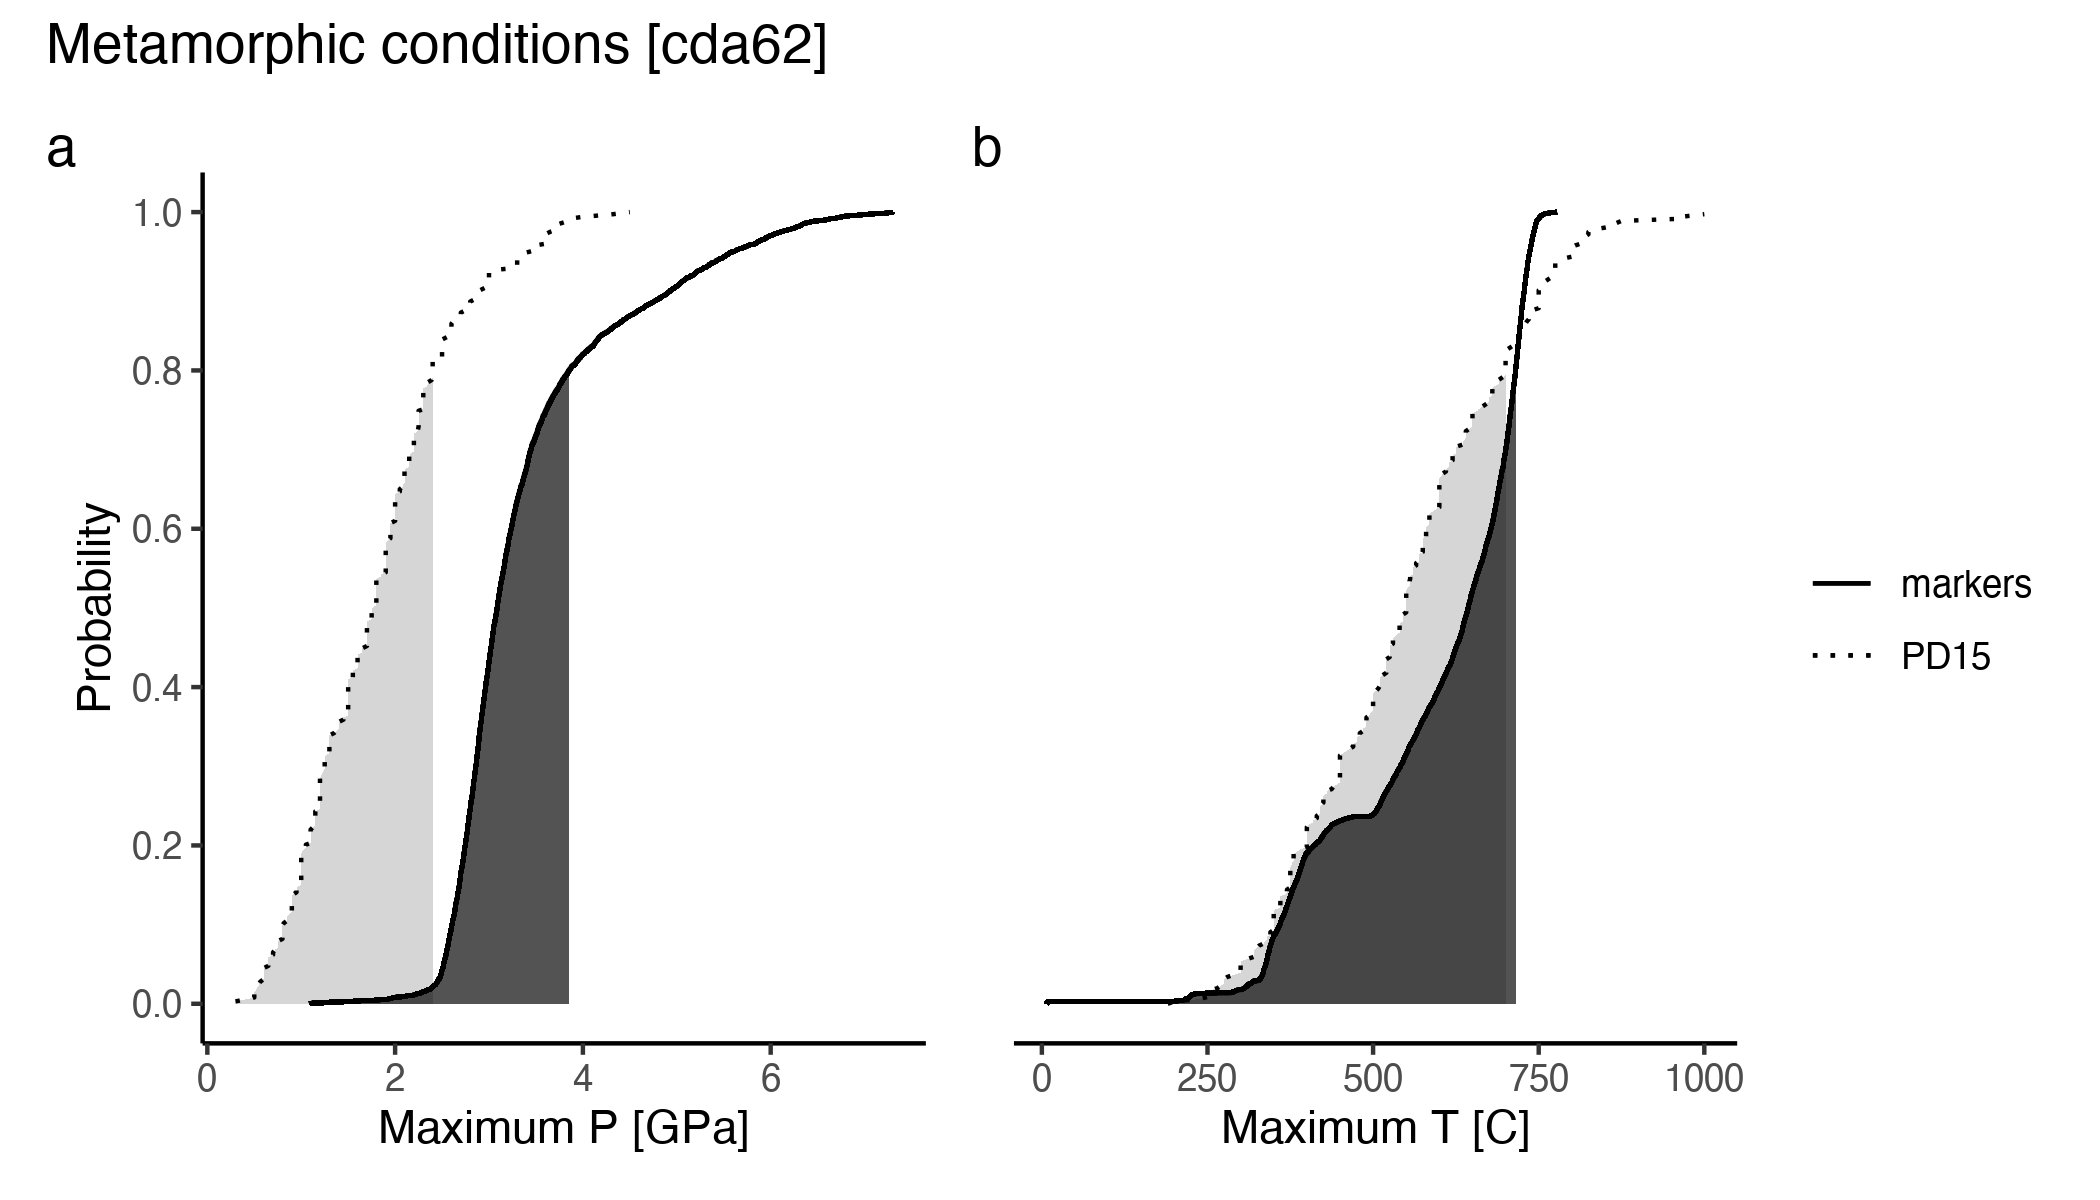 Metamorphic conditions [cda62]
a
b
1.0
0.8
0.6
0.4
0.2
0.0
Probability
0 2 4 6
Maximum P [GPa]
0 250 500 750 1000
Maximum T [C]
markers
PD15